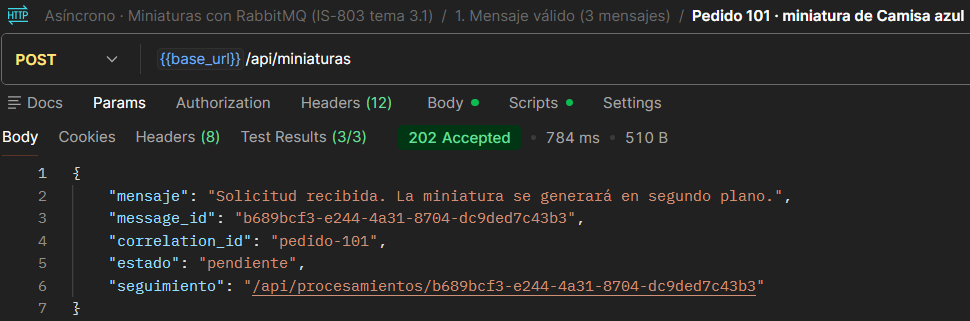 HTTP Asíncrono · Miniaturas con RabbitMQ (IS-803 tema 3.1) / 1. Mensaje válido (3 mensajes) / Pedido 101 · miniatura de Camisa azul
POST {{base_url}} /api/miniaturas
Docs Params Authorization Headers (12) Body Scripts Settings
Body Cookies Headers (8) Test Results (3/3) 202 Accepted • 784 ms • 510 B
1 {
2 "mensaje": "Solicitud recibida. La miniatura se generará en segundo plano.",
3 "message_id": "b689bcf3-e244-4a31-8704-dc9ded7c43b3",
4 "correlation_id": "pedido-101",
5 "estado": "pendiente",
6 "seguimiento": "/api/procesamientos/b689bcf3-e244-4a31-8704-dc9ded7c43b3"
7 }